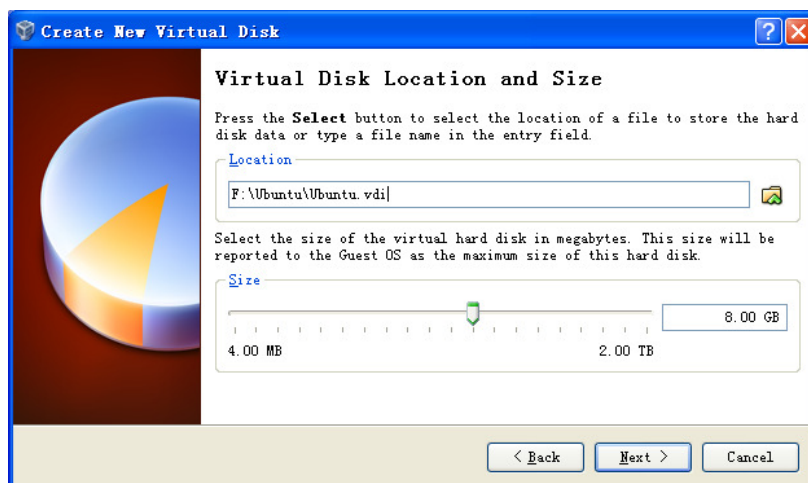 Create New Virtual Disk
Virtual Disk Location and Size
Press the Select button to select the location of a file to store the hard
disk data or type a file name in the entry field.
Location
F:\Ubuntu\Ubuntu.vdi
Select the size of the virtual hard disk in megabytes. This size will be
reported to the Guest OS as the maximum size of this hard disk.
Size
8.00 GB
4.00 MB
2.00 TB
< Back
Next >
Cancel